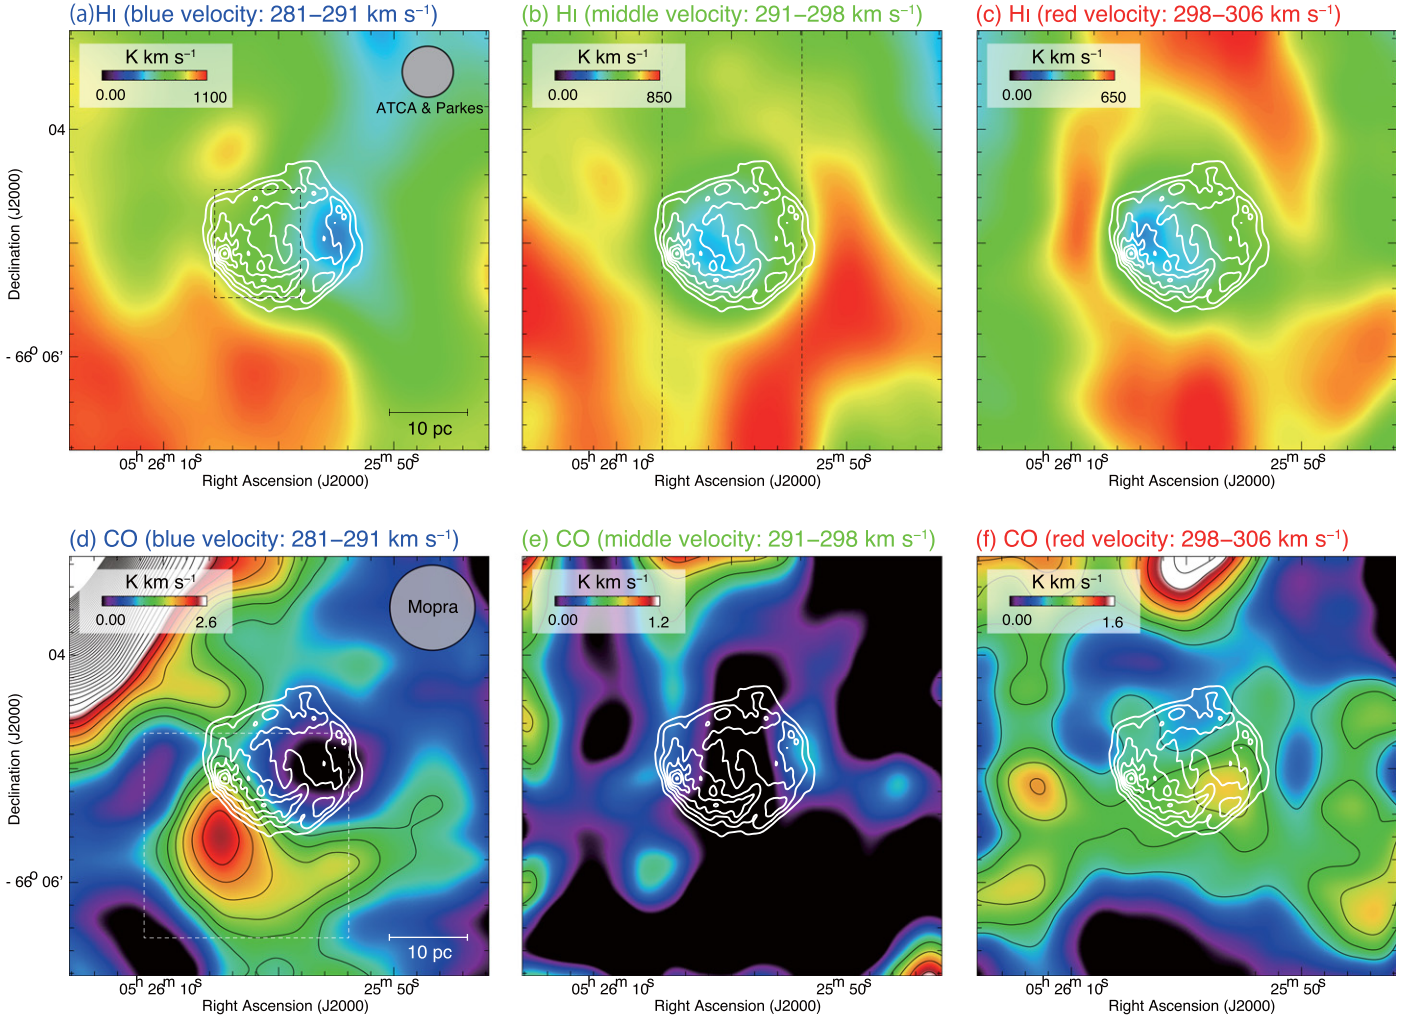 (a)HI (blue velocity: 281–291 km s⁻¹)
(b) HI (middle velocity: 291–298 km s⁻¹)
(c) HI (red velocity: 298–306 km s⁻¹)
K km s⁻¹
0.00 1100
ATCA & Parkes
K km s⁻¹
0.00 850
K km s⁻¹
0.00 650
04
- 66º 06'
Declination (J2000)
10 pc
05ʰ 26ᵐ 10ˢ 25ᵐ 50ˢ
Right Ascension (J2000)
05ʰ 26ᵐ 10ˢ 25ᵐ 50ˢ
Right Ascension (J2000)
05ʰ 26ᵐ 10ˢ 25ᵐ 50ˢ
Right Ascension (J2000)
(d) CO (blue velocity: 281–291 km s⁻¹)
(e) CO (middle velocity: 291–298 km s⁻¹)
(f) CO (red velocity: 298–306 km s⁻¹)
K km s⁻¹
0.00 2.6
Mopra
K km s⁻¹
0.00 1.2
K km s⁻¹
0.00 1.6
04
- 66º 06'
Declination (J2000)
10 pc
05ʰ 26ᵐ 10ˢ 25ᵐ 50ˢ
Right Ascension (J2000)
05ʰ 26ᵐ 10ˢ 25ᵐ 50ˢ
Right Ascension (J2000)
05ʰ 26ᵐ 10ˢ 25ᵐ 50ˢ
Right Ascension (J2000)